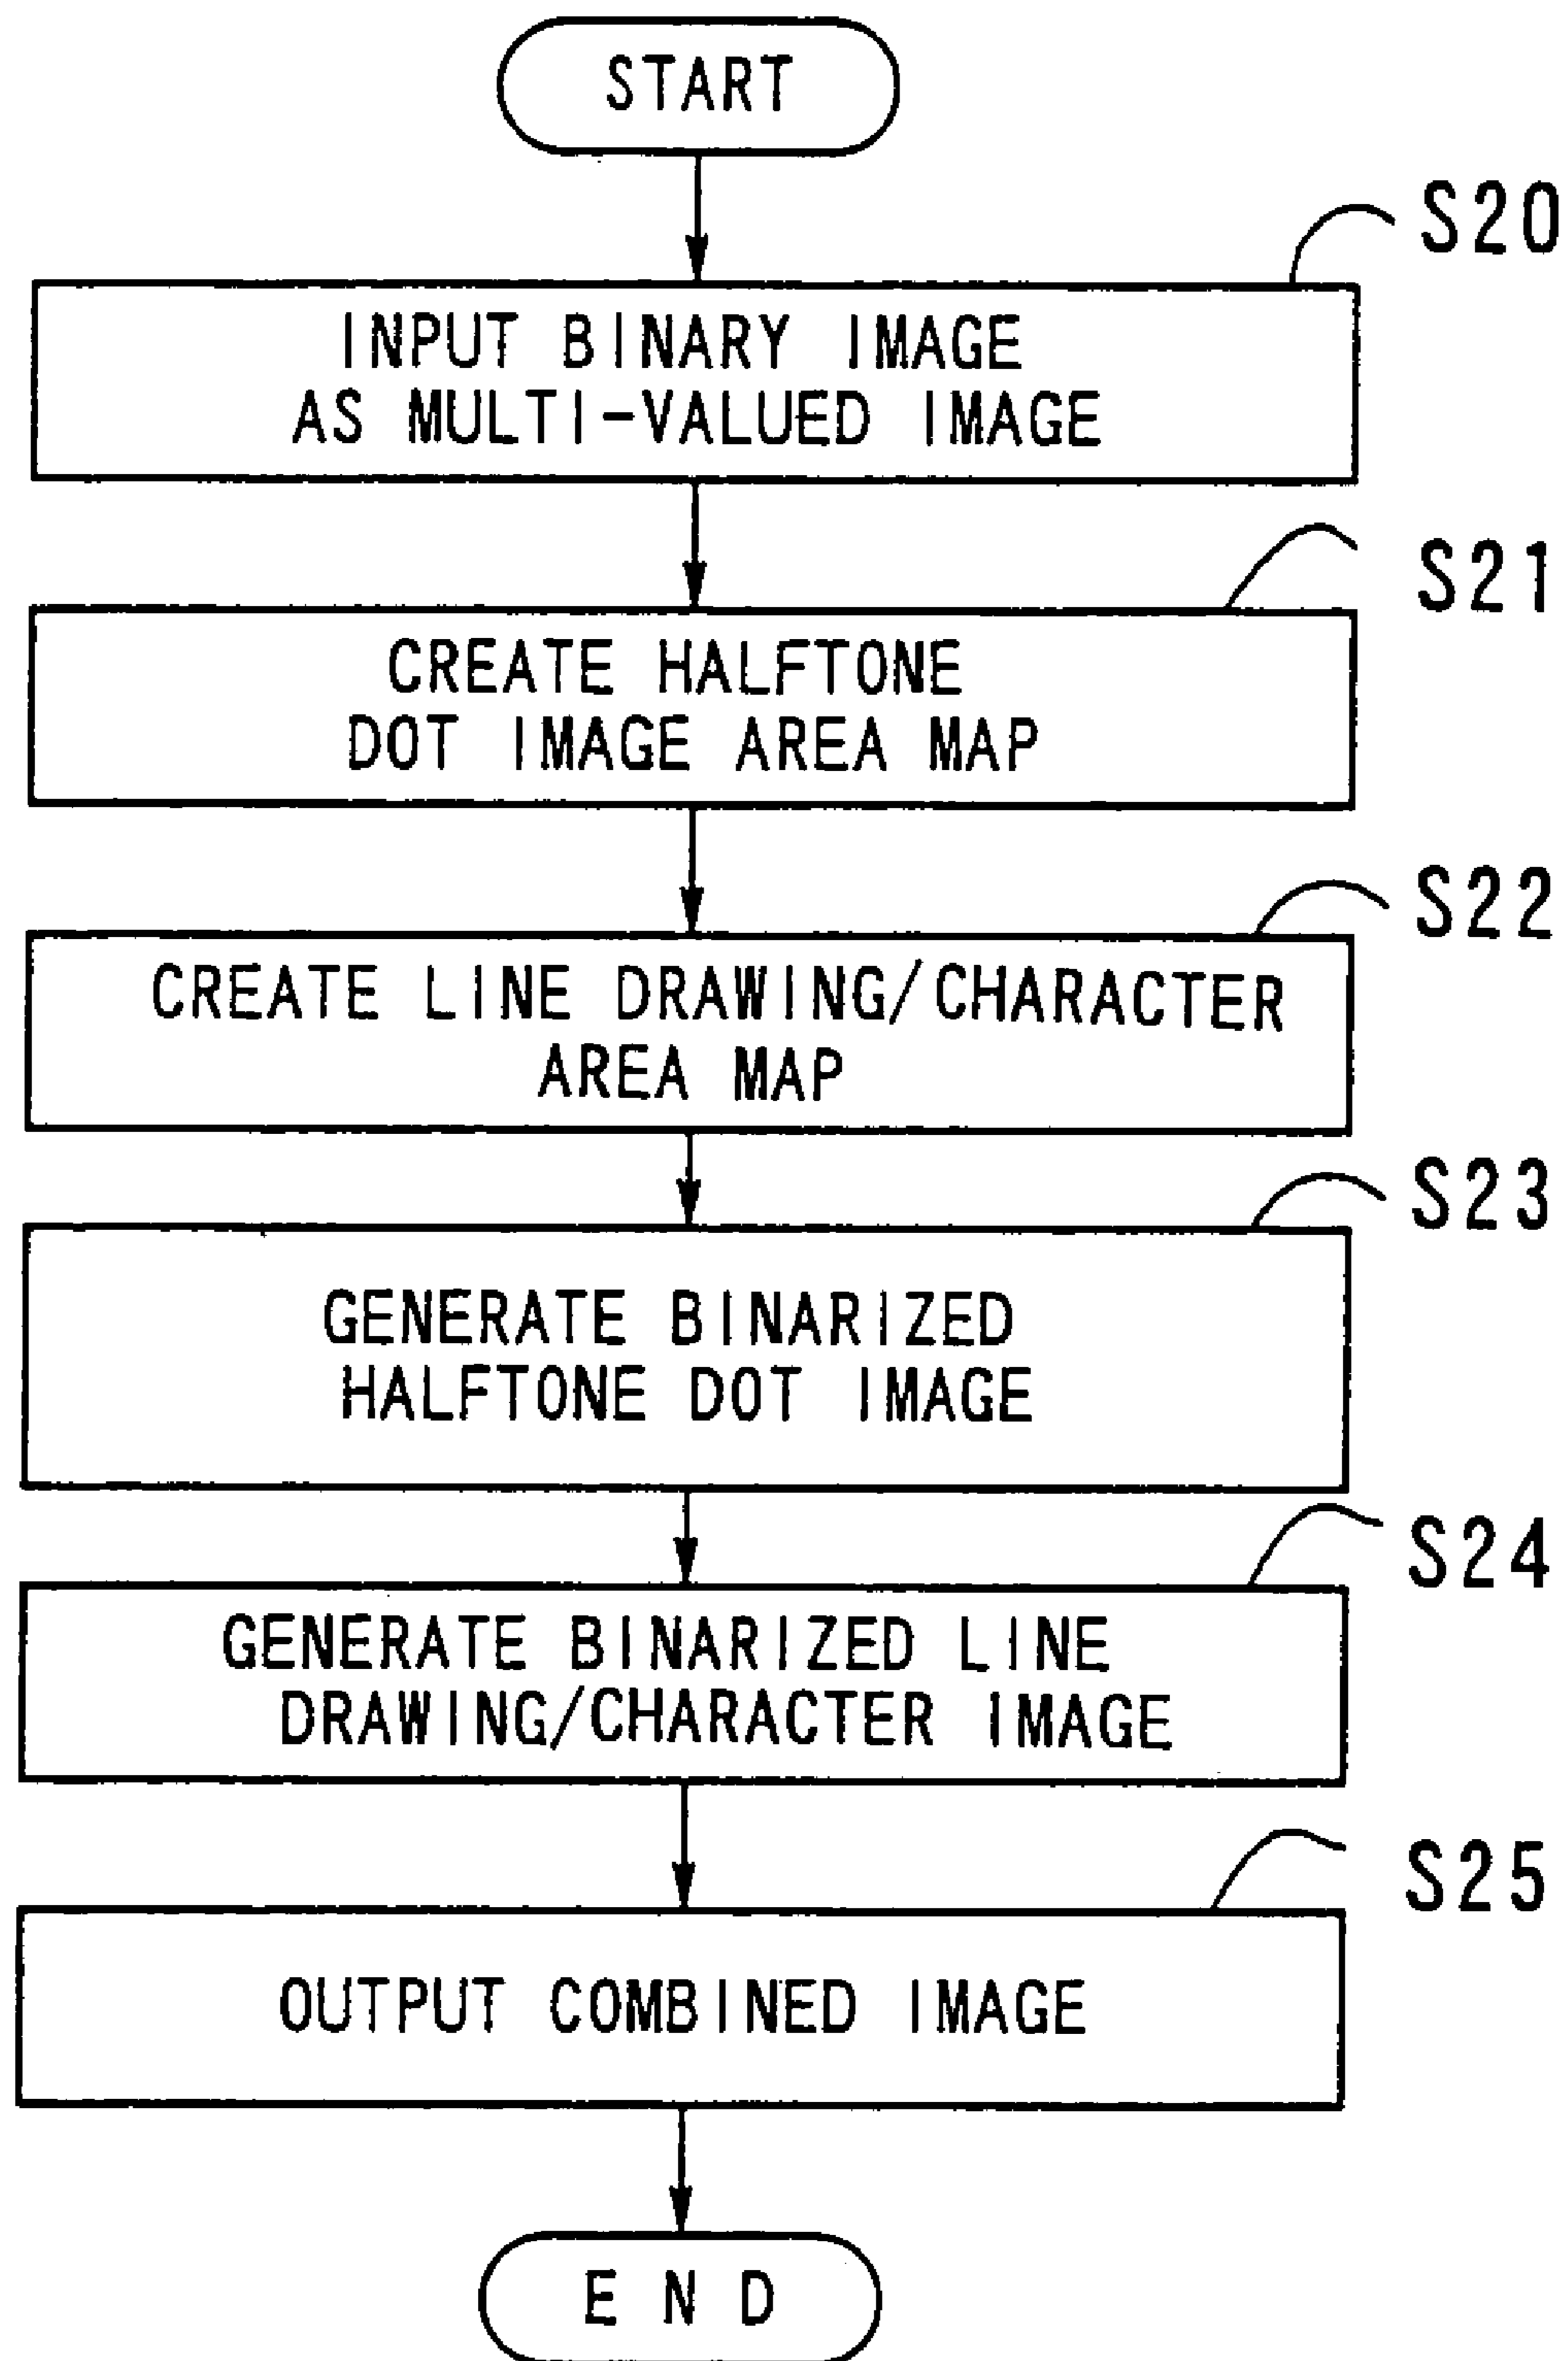 START
S20
INPUT BINARY IMAGE
AS MULTI-VALUED IMAGE
S21
CREATE HALFTONE
DOT IMAGE AREA MAP
S22
CREATE LINE DRAWING/CHARACTER
AREA MAP
S23
GENERATE BINARIZED
HALFTONE DOT IMAGE
S24
GENERATE BINARIZED LINE
DRAWING/CHARACTER IMAGE
S25
OUTPUT COMBINED IMAGE
END